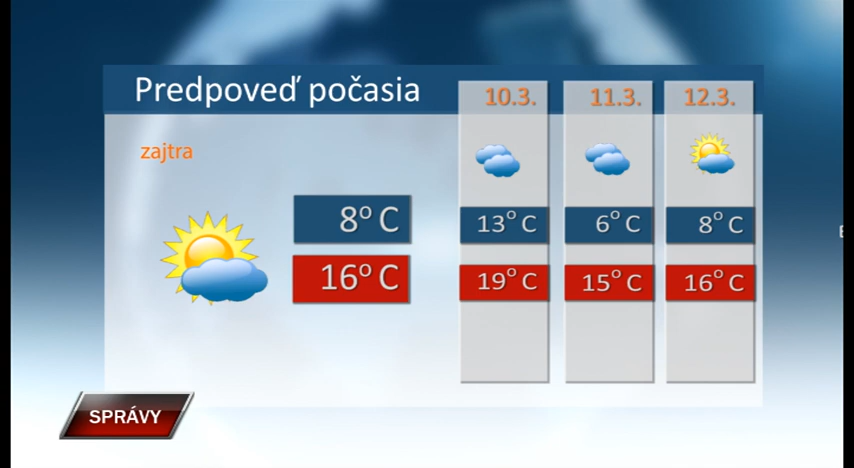 Predpoveď počasia
zajtra
8° C
16° C
10.3.
13° C
19° C
11.3.
6° C
15° C
12.3.
8° C
16° C
SPRÁVY